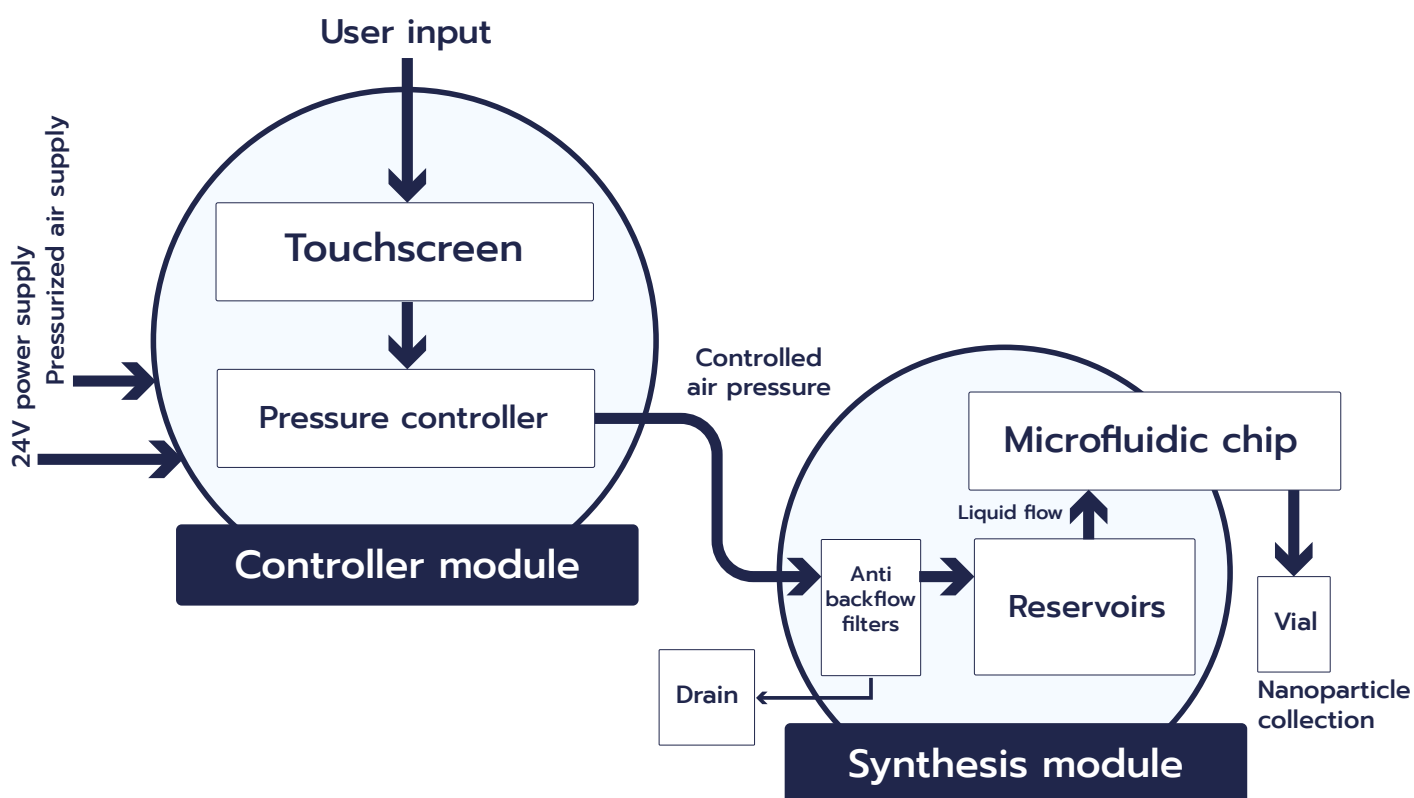 User input
Pressurized air supply
24V power supply
Touchscreen
Pressure controller
Controller module
Controlled
air pressure
Microfluidic chip
Liquid flow
Anti
backflow
filters
Reservoirs
Vial
Drain
Nanoparticle
collection
Synthesis module